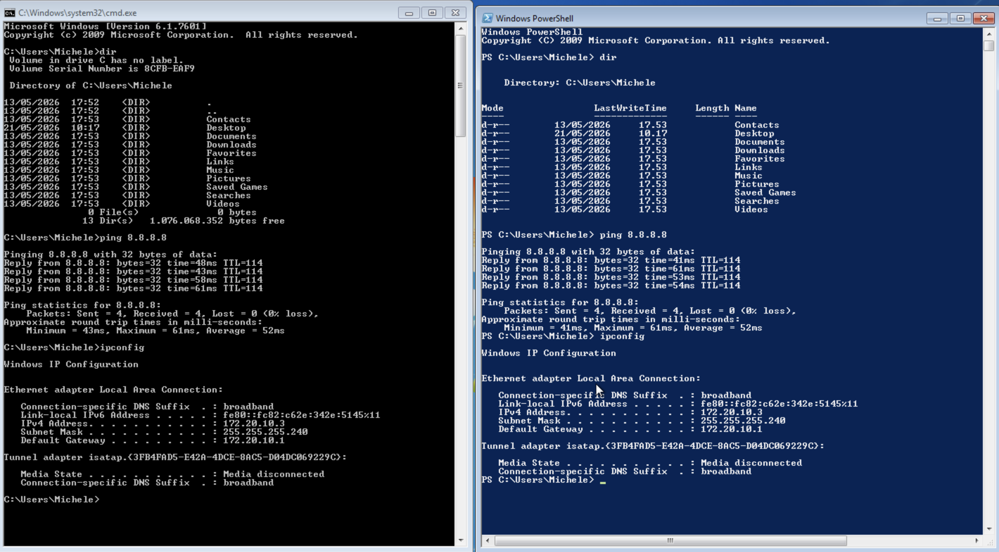 C:\Windows\system32\cmd.exe
Microsoft Windows [Version 6.1.7601]
Copyright (c) 2009 Microsoft Corporation.  All rights reserved.
C:\Users\Michele>dir
 Volume in drive C has no label.
 Volume Serial Number is 8CFB-EAF9
 Directory of C:\Users\Michele
13/05/2026  17:52    <DIR>          .
13/05/2026  17:52    <DIR>          ..
13/05/2026  17:53    <DIR>          Contacts
21/05/2026  10:17    <DIR>          Desktop
13/05/2026  17:53    <DIR>          Documents
13/05/2026  17:53    <DIR>          Downloads
13/05/2026  17:53    <DIR>          Favorites
13/05/2026  17:53    <DIR>          Links
13/05/2026  17:53    <DIR>          Music
13/05/2026  17:53    <DIR>          Pictures
13/05/2026  17:53    <DIR>          Saved Games
13/05/2026  17:53    <DIR>          Searches
13/05/2026  17:53    <DIR>          Videos
               0 File(s)              0 bytes
              13 Dir(s)   1.076.068.352 bytes free
C:\Users\Michele>ping 8.8.8.8
Pinging 8.8.8.8 with 32 bytes of data:
Reply from 8.8.8.8: bytes=32 time=48ms TTL=114
Reply from 8.8.8.8: bytes=32 time=43ms TTL=114
Reply from 8.8.8.8: bytes=32 time=58ms TTL=114
Reply from 8.8.8.8: bytes=32 time=61ms TTL=114
Ping statistics for 8.8.8.8:
    Packets: Sent = 4, Received = 4, Lost = 0 (0% loss),
Approximate round trip times in milli-seconds:
    Minimum = 43ms, Maximum = 61ms, Average = 52ms
C:\Users\Michele>ipconfig
Windows IP Configuration
Ethernet adapter Local Area Connection:
   Connection-specific DNS Suffix  . : broadband
   Link-local IPv6 Address . . . . . : fe80::fc82:c62e:342e:5145%11
   IPv4 Address. . . . . . . . . . . : 172.20.10.3
   Subnet Mask . . . . . . . . . . . : 255.255.255.240
   Default Gateway . . . . . . . . . : 172.20.10.1
Tunnel adapter isatap.{3FB4FAD5-E42A-4DCE-8AC5-D04DC069229C}:
   Media State . . . . . . . . . . . : Media disconnected
   Connection-specific DNS Suffix  . : broadband
C:\Users\Michele>
Windows PowerShell
Windows PowerShell
Copyright (C) 2009 Microsoft Corporation. All rights reserved.
PS C:\Users\Michele> dir
    Directory: C:\Users\Michele
Mode                LastWriteTime     Length Name
----                -------------     ------ ----
d-r--        13/05/2026     17.53            Contacts
d-r--        21/05/2026     10.17            Desktop
d-r--        13/05/2026     17.53            Documents
d-r--        13/05/2026     17.53            Downloads
d-r--        13/05/2026     17.53            Favorites
d-r--        13/05/2026     17.53            Links
d-r--        13/05/2026     17.53            Music
d-r--        13/05/2026     17.53            Pictures
d-r--        13/05/2026     17.53            Saved Games
d-r--        13/05/2026     17.53            Searches
d-r--        13/05/2026     17.53            Videos
PS C:\Users\Michele> ping 8.8.8.8
Pinging 8.8.8.8 with 32 bytes of data:
Reply from 8.8.8.8: bytes=32 time=41ms TTL=114
Reply from 8.8.8.8: bytes=32 time=61ms TTL=114
Reply from 8.8.8.8: bytes=32 time=53ms TTL=114
Reply from 8.8.8.8: bytes=32 time=54ms TTL=114
Ping statistics for 8.8.8.8:
    Packets: Sent = 4, Received = 4, Lost = 0 (0% loss),
Approximate round trip times in milli-seconds:
    Minimum = 41ms, Maximum = 61ms, Average = 52ms
PS C:\Users\Michele> ipconfig
Windows IP Configuration
Ethernet adapter Local Area Connection:
   Connection-specific DNS Suffix  . : broadband
   Link-local IPv6 Address . . . . . : fe80::fc82:c62e:342e:5145%11
   IPv4 Address. . . . . . . . . . . : 172.20.10.3
   Subnet Mask . . . . . . . . . . . : 255.255.255.240
   Default Gateway . . . . . . . . . : 172.20.10.1
Tunnel adapter isatap.{3FB4FAD5-E42A-4DCE-8AC5-D04DC069229C}:
   Media State . . . . . . . . . . . : Media disconnected
   Connection-specific DNS Suffix  . : broadband
PS C:\Users\Michele> _